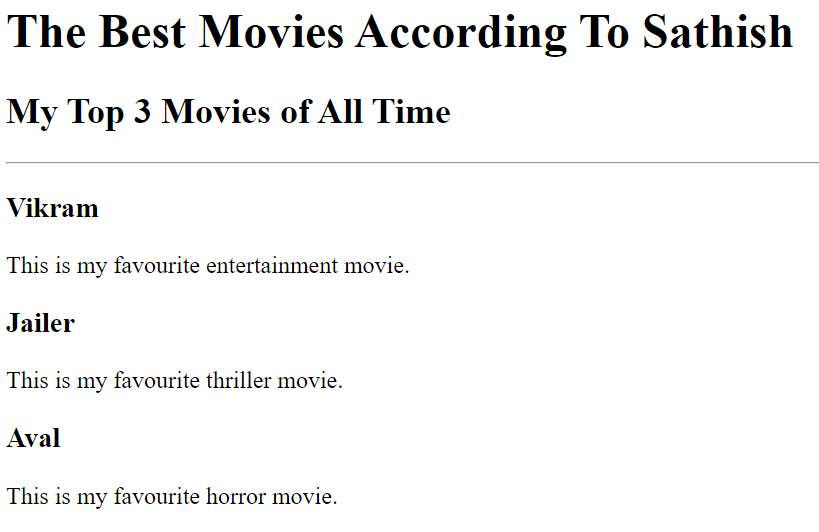 The Best Movies According To Sathish
My Top 3 Movies of All Time
Vikram
This is my favourite entertainment movie.
Jailer
This is my favourite thriller movie.
Aval
This is my favourite horror movie.